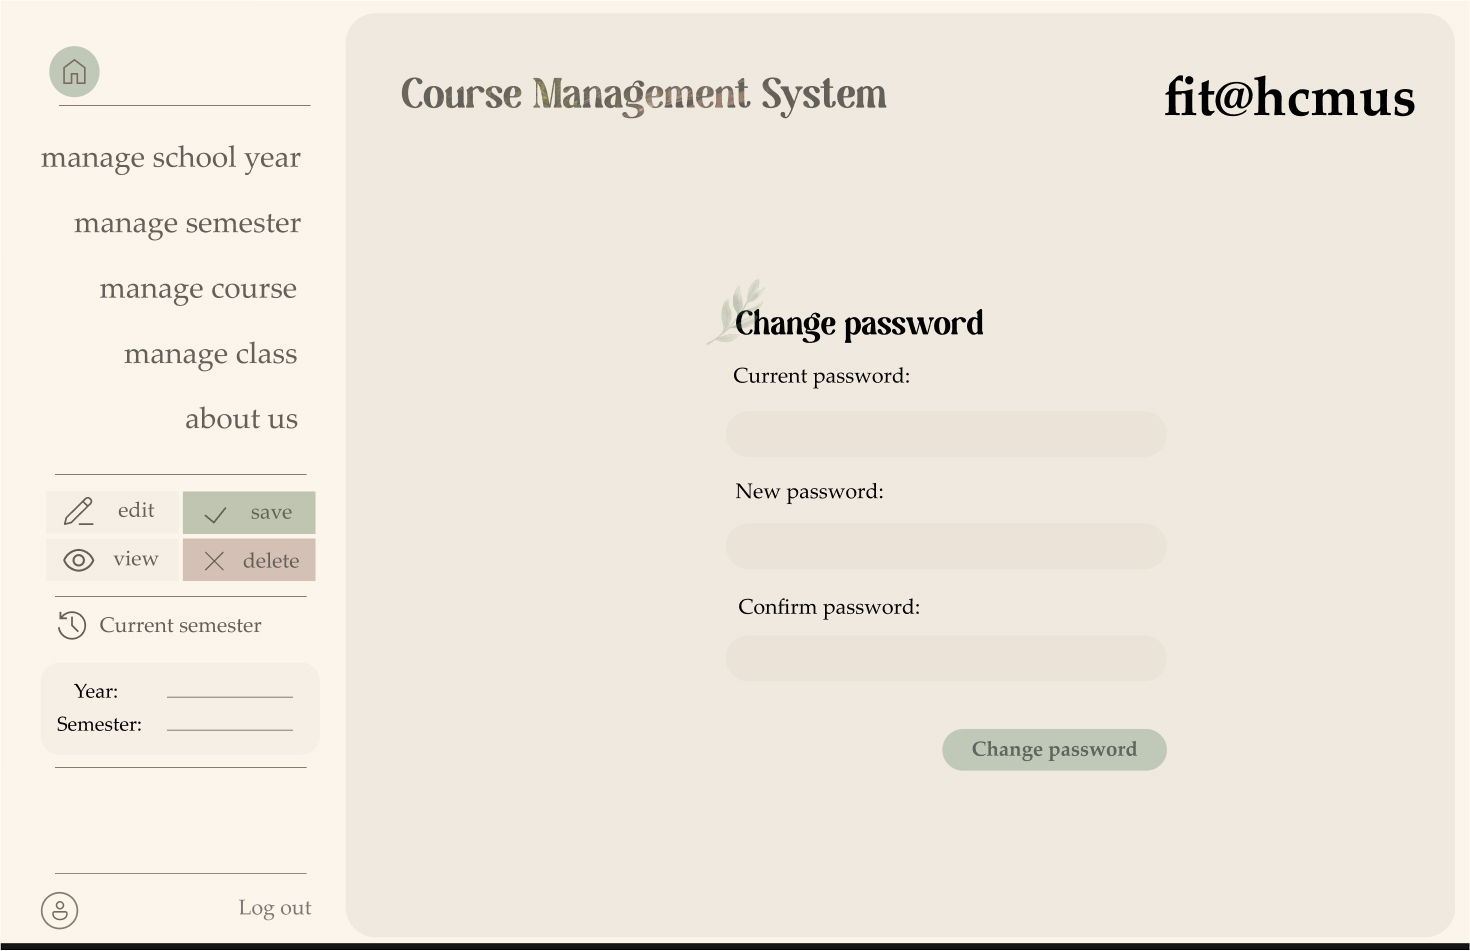 Course Management System
fit@hcmus
manage school year
manage semester
manage course
manage class
about us
edit
save
view
delete
Current semester
Year:
Semester:
Log out
Change password
Current password:
New password:
Confirm password:
Change password